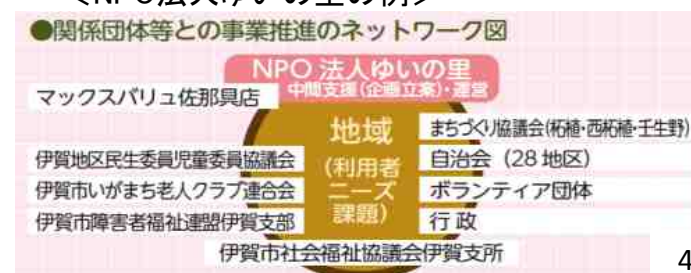 <NPO法人ゆいの里の例>
●関係団体等との事業推進のネットワーク図
NPO法人ゆいの里
中間支援(企画立案)・運営
マックスバリュ佐那具店
地域
(利用者
ニーズ
課題)
まちづくり協議会(柘植・西柘植・壬生野)
伊賀地区民生委員児童委員協議会
自治会(28地区)
伊賀市いがまち老人クラブ連合会
ボランティア団体
伊賀市障害者福祉連盟伊賀支部
行政
伊賀市社会福祉協議会伊賀支所
4